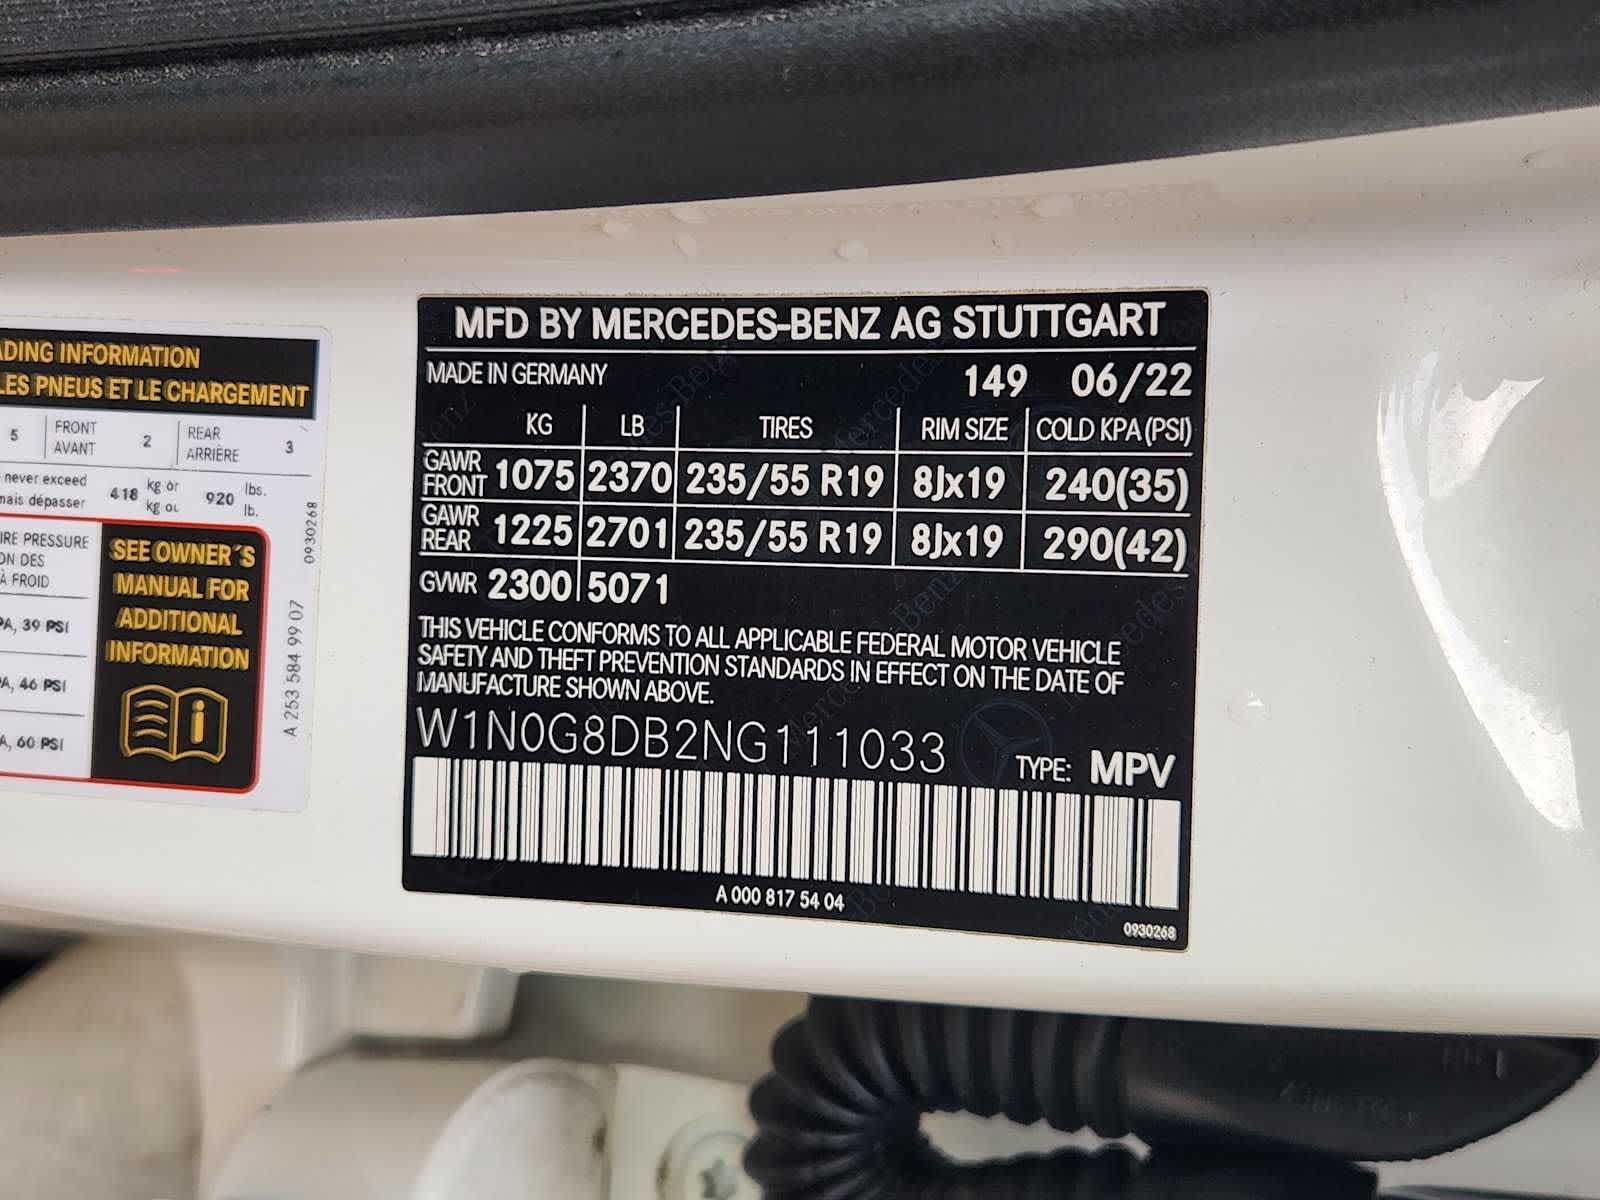 ADING INFORMATION
LES PNEUS ET LE CHARGEMENT
5 FRONT AVANT 2 REAR ARRIÈRE 3
never exceed
mais dépasser
418 kg or kg ou 920 lbs. lb.
IRE PRESSURE
ON DES
À FROID
PA, 39 PSI
PA, 46 PSI
PA, 60 PSI
SEE OWNER´S
MANUAL FOR
ADDITIONAL
INFORMATION
i
0930268
A 253 584 99 07
MFD BY MERCEDES-BENZ AG STUTTGART
MADE IN GERMANY 149 06/22
KG LB TIRES RIM SIZE COLD KPA (PSI)
GAWR FRONT 1075 2370 235/55 R19 8Jx19 240(35)
GAWR REAR 1225 2701 235/55 R19 8Jx19 290(42)
GVWR 2300 5071
THIS VEHICLE CONFORMS TO ALL APPLICABLE FEDERAL MOTOR VEHICLE
SAFETY AND THEFT PREVENTION STANDARDS IN EFFECT ON THE DATE OF
MANUFACTURE SHOWN ABOVE.
W1N0G8DB2NG111033
TYPE: MPV
A 000 817 54 04
0930268